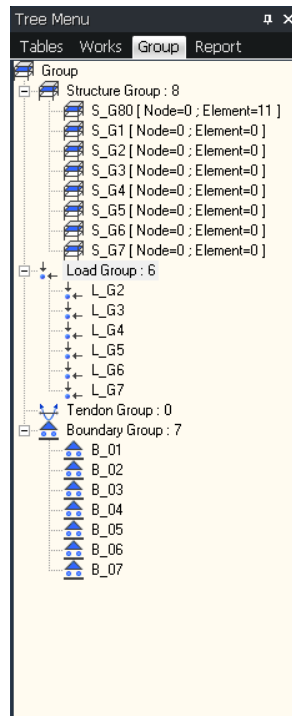 Tree Menu
Tables Works Group Report
Group
Structure Group : 8
S_G80 [ Node=0 ; Element=11 ]
S_G1 [ Node=0 ; Element=0 ]
S_G2 [ Node=0 ; Element=0 ]
S_G3 [ Node=0 ; Element=0 ]
S_G4 [ Node=0 ; Element=0 ]
S_G5 [ Node=0 ; Element=0 ]
S_G6 [ Node=0 ; Element=0 ]
S_G7 [ Node=0 ; Element=0 ]
Load Group : 6
L_G2
L_G3
L_G4
L_G5
L_G6
L_G7
Tendon Group : 0
Boundary Group : 7
B_01
B_02
B_03
B_04
B_05
B_06
B_07